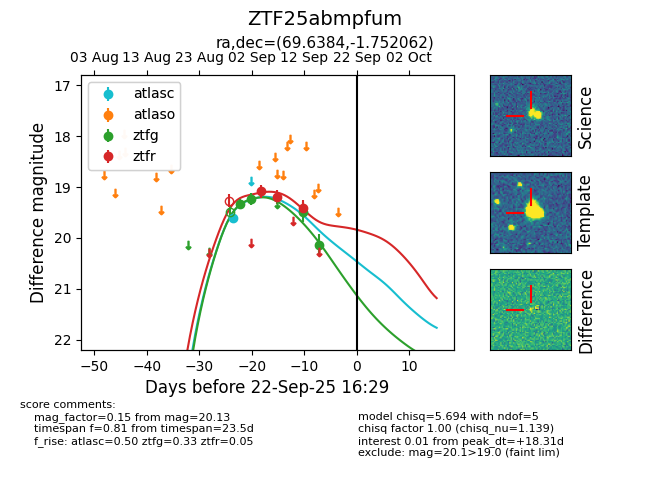 ZTF25abmpfum
ra,dec=(69.6384,-1.752062)
03 Aug 13 Aug 23 Aug 02 Sep 12 Sep 22 Sep 02 Oct
17
18
19
20
21
22
Difference magnitude
atlasc
atlaso
ztfg
ztfr
−50 −40 −30 −20 −10 0 10
Days before 22-Sep-25 16:29
Science
Template
Difference
score comments:
mag_factor=0.15 from mag=20.13
timespan f=0.81 from timespan=23.5d
f_rise: atlasc=0.50 ztfg=0.33 ztfr=0.05
model chisq=5.694 with ndof=5
chisq factor 1.00 (chisq_nu=1.139)
interest 0.01 from peak_dt=+18.31d
exclude: mag=20.1>19.0 (faint lim)